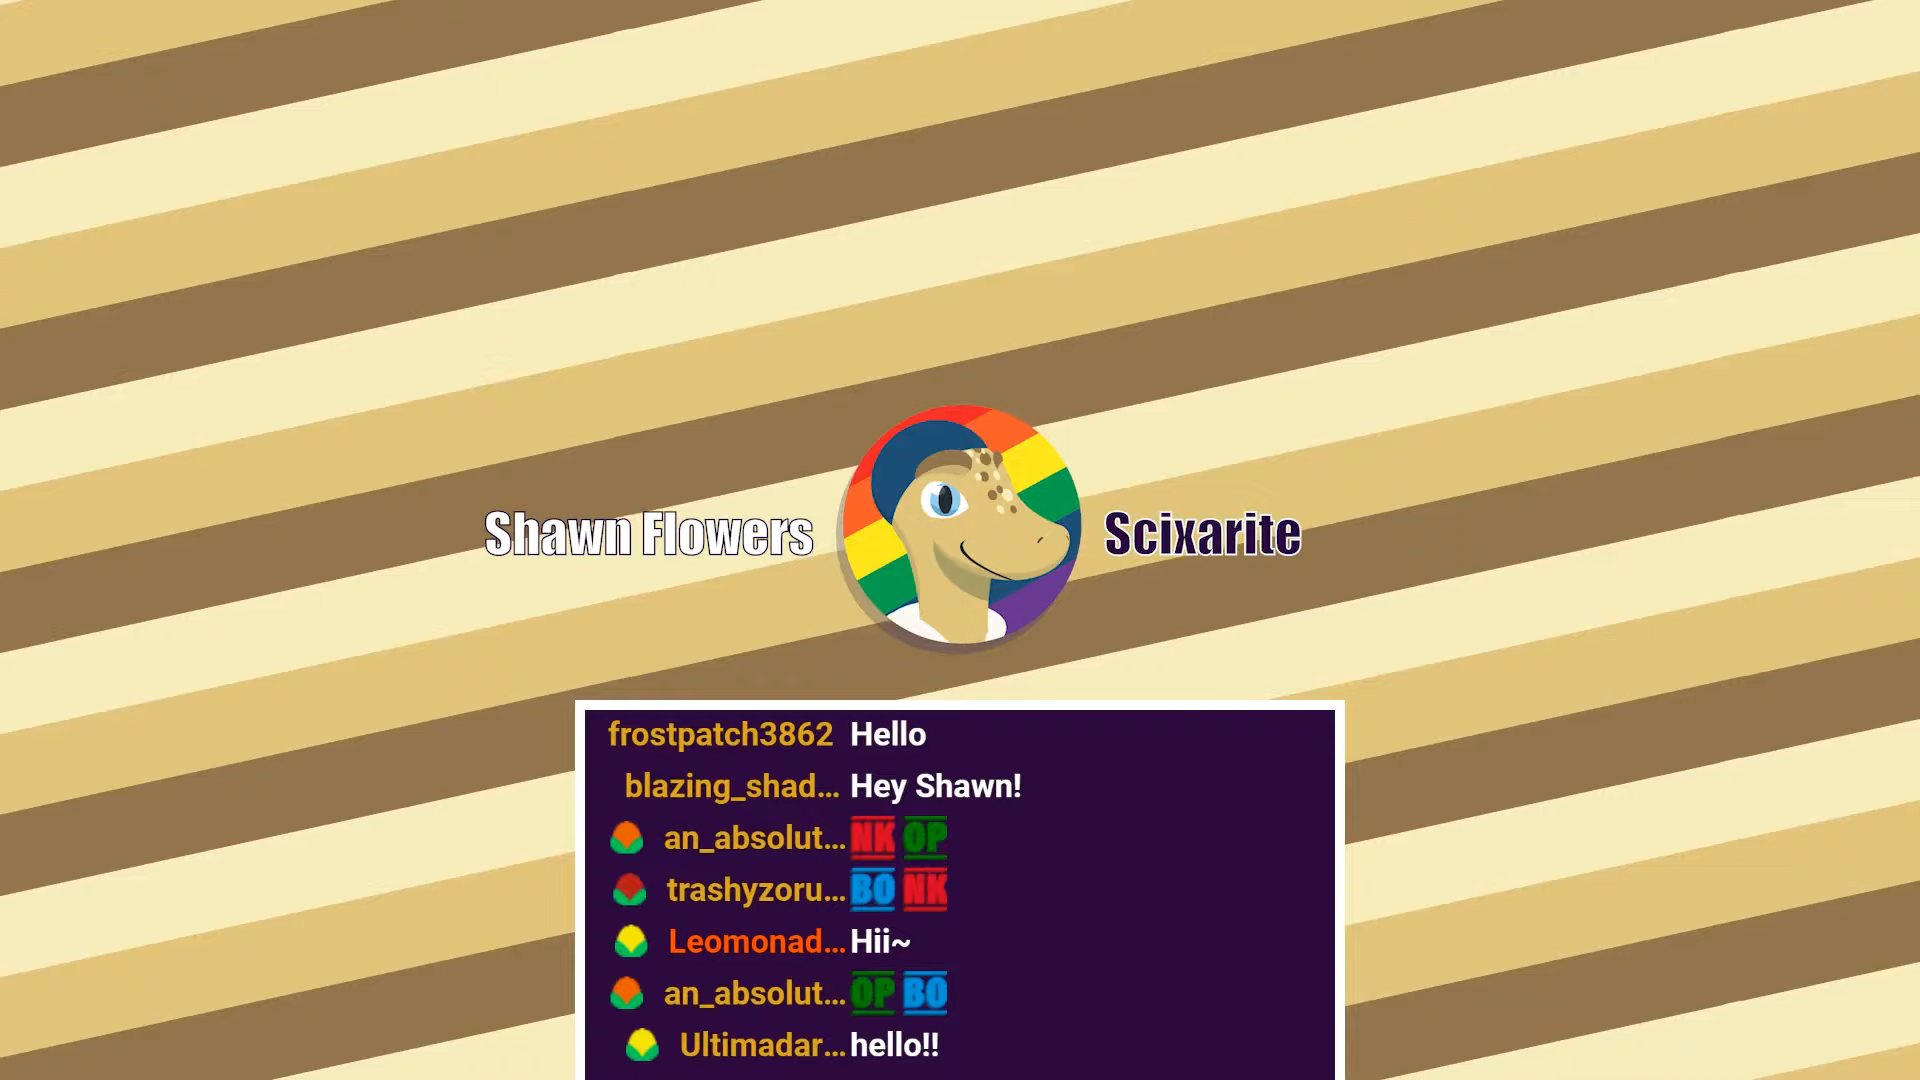 Shawn Flowers
Scixarite
frostpatch3862 Hello
blazing_shad... Hey Shawn!
an_absolut... NK OP
trashyzoru... BO NK
Leomonad... Hii~
an_absolut... OP BO
Ultimadar... hello!!